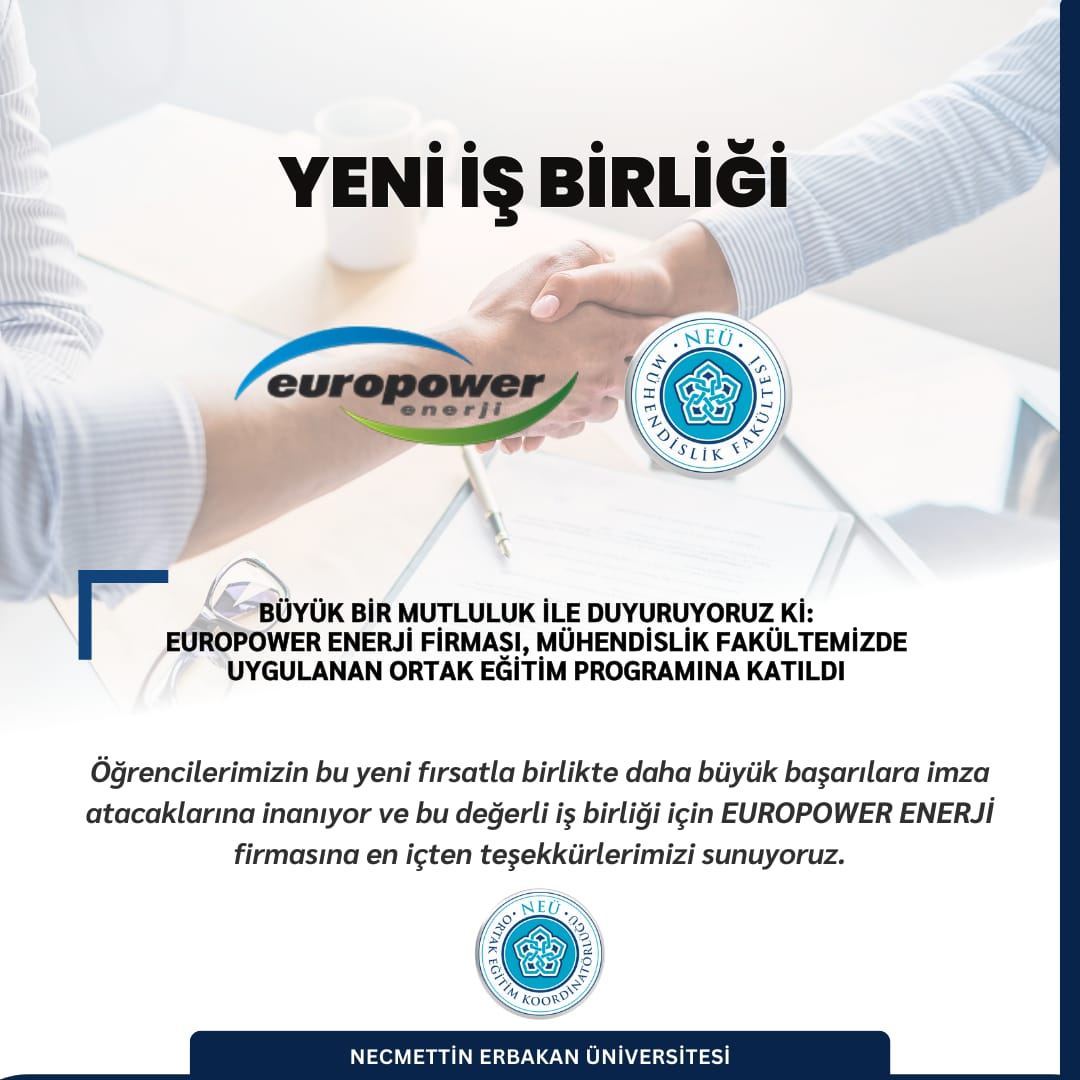 YENİ İŞ BİRLİĞİ
europower
enerji
· NEÜ ·
MÜHENDİSLİK FAKÜLTESİ
BÜYÜK BİR MUTLULUK İLE DUYURUYORUZ Kİ:
EUROPOWER ENERJİ FİRMASI, MÜHENDİSLİK FAKÜLTEMİZDE
UYGULANAN ORTAK EĞİTİM PROGRAMINA KATILDI
Öğrencilerimizin bu yeni fırsatla birlikte daha büyük başarılara imza
atacaklarına inanıyor ve bu değerli iş birliği için EUROPOWER ENERJİ
firmasına en içten teşekkürlerimizi sunuyoruz.
· NEÜ ·
ORTAK EĞİTİM KOORDİNATÖRLÜĞÜ
NECMETTİN ERBAKAN ÜNİVERSİTESİ